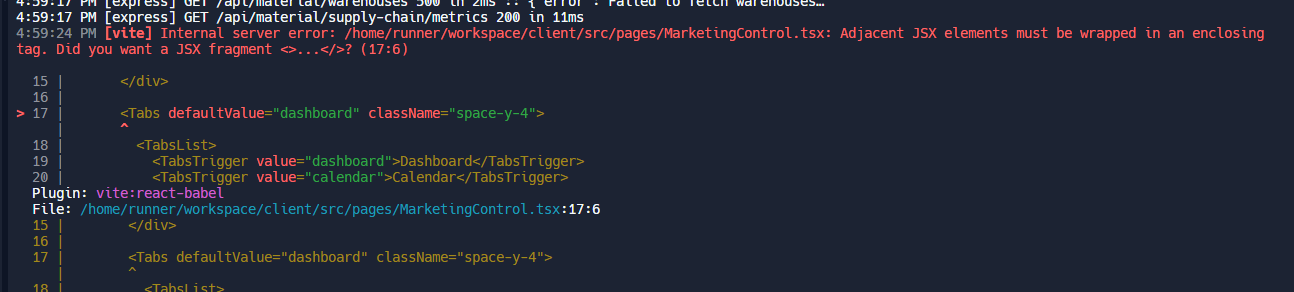 4:59:17 PM [express] GET /api/material/warehouses 500 in 2ms :: {"error":"Failed to fetch warehouses…
4:59:17 PM [express] GET /api/material/supply-chain/metrics 200 in 11ms
4:59:24 PM [vite] Internal server error: /home/runner/workspace/client/src/pages/MarketingControl.tsx: Adjacent JSX elements must be wrapped in an enclosing
tag. Did you want a JSX fragment <>...</>? (17:6)
15 |       </div>
16 |
> 17 |       <Tabs defaultValue="dashboard" className="space-y-4">
|       ^
18 |         <TabsList>
19 |           <TabsTrigger value="dashboard">Dashboard</TabsTrigger>
20 |           <TabsTrigger value="calendar">Calendar</TabsTrigger>
Plugin: vite:react-babel
File: /home/runner/workspace/client/src/pages/MarketingControl.tsx:17:6
15 |        </div>
16 |
17 |        <Tabs defaultValue="dashboard" className="space-y-4">
|        ^
18 |          <TabsList>